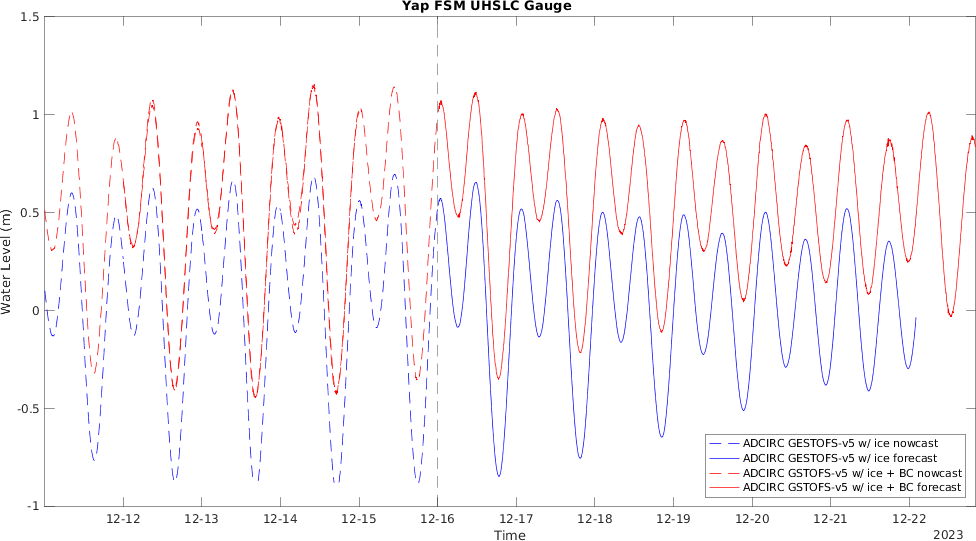 Yap FSM UHSLC Gauge
Water Level (m)
1.5
1
0.5
0
-0.5
-1
ADCIRC GESTOFS-v5 w/ ice nowcast
ADCIRC GESTOFS-v5 w/ ice forecast
ADCIRC GSTOFS-v5 w/ ice + BC nowcast
ADCIRC GSTOFS-v5 w/ ice + BC forecast
12-12 12-13 12-14 12-15 12-16 12-17 12-18 12-19 12-20 12-21 12-22
Time
2023